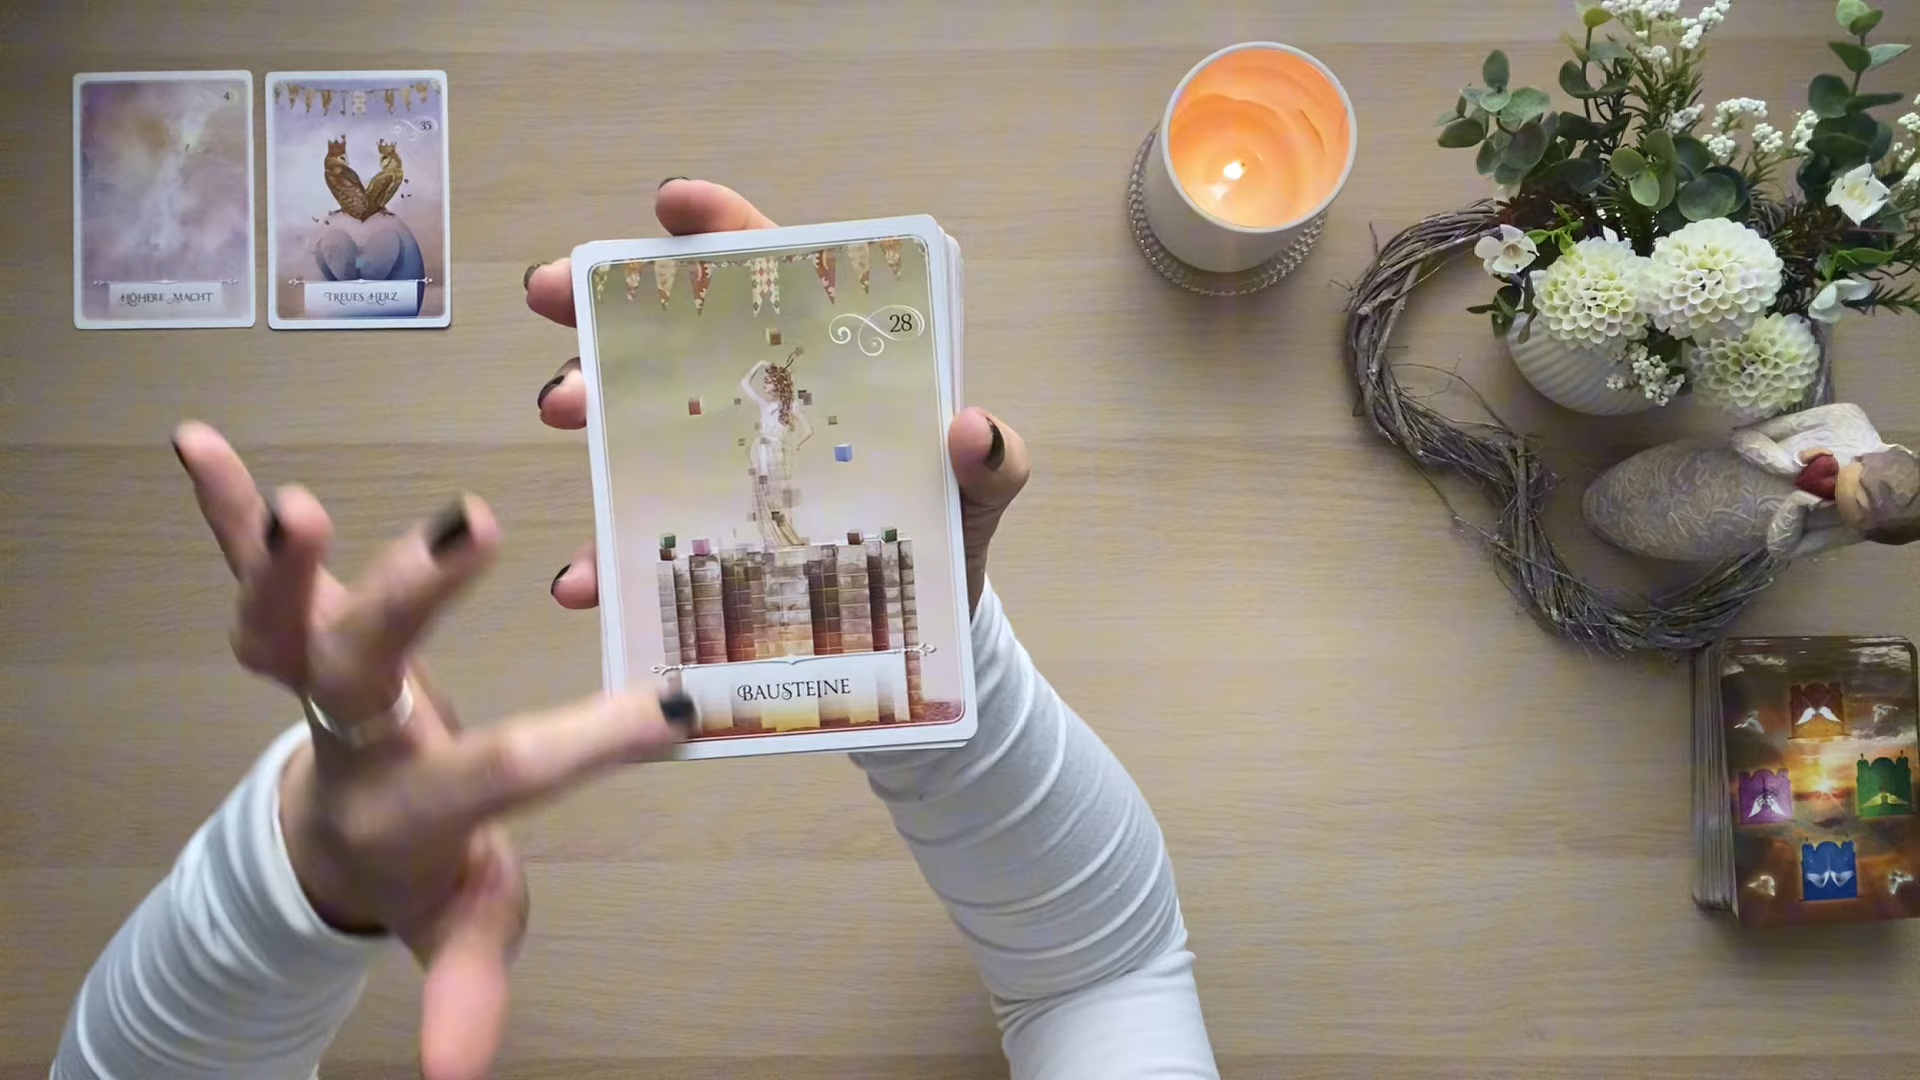 4
HÖHERE MACHT
35
TREUES HERZ
28
BAUSTEINE